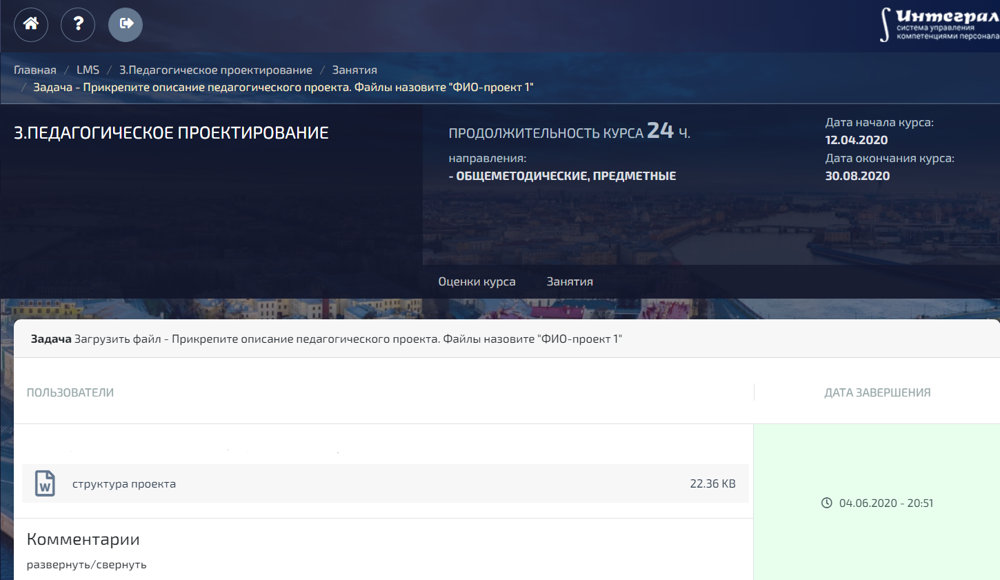 Интеграл
система управления
компетенциями персонала
Главная / LMS / 3.Педагогическое проектирование / Занятия
/ Задача - Прикрепите описание педагогического проекта. Файлы назовите "ФИО-проект 1"
3.ПЕДАГОГИЧЕСКОЕ ПРОЕКТИРОВАНИЕ
ПРОДОЛЖИТЕЛЬНОСТЬ КУРСА 24 Ч.
направления:
- ОБЩЕМЕТОДИЧЕСКИЕ, ПРЕДМЕТНЫЕ
Дата начала курса:
12.04.2020
Дата окончания курса:
30.08.2020
Оценки курса Занятия
Задача Загрузить файл - Прикрепите описание педагогического проекта. Файлы назовите "ФИО-проект 1"
ПОЛЬЗОВАТЕЛИ ДАТА ЗАВЕРШЕНИЯ
структура проекта 22.36 KB
04.06.2020 - 20:51
Комментарии
развернуть/свернуть